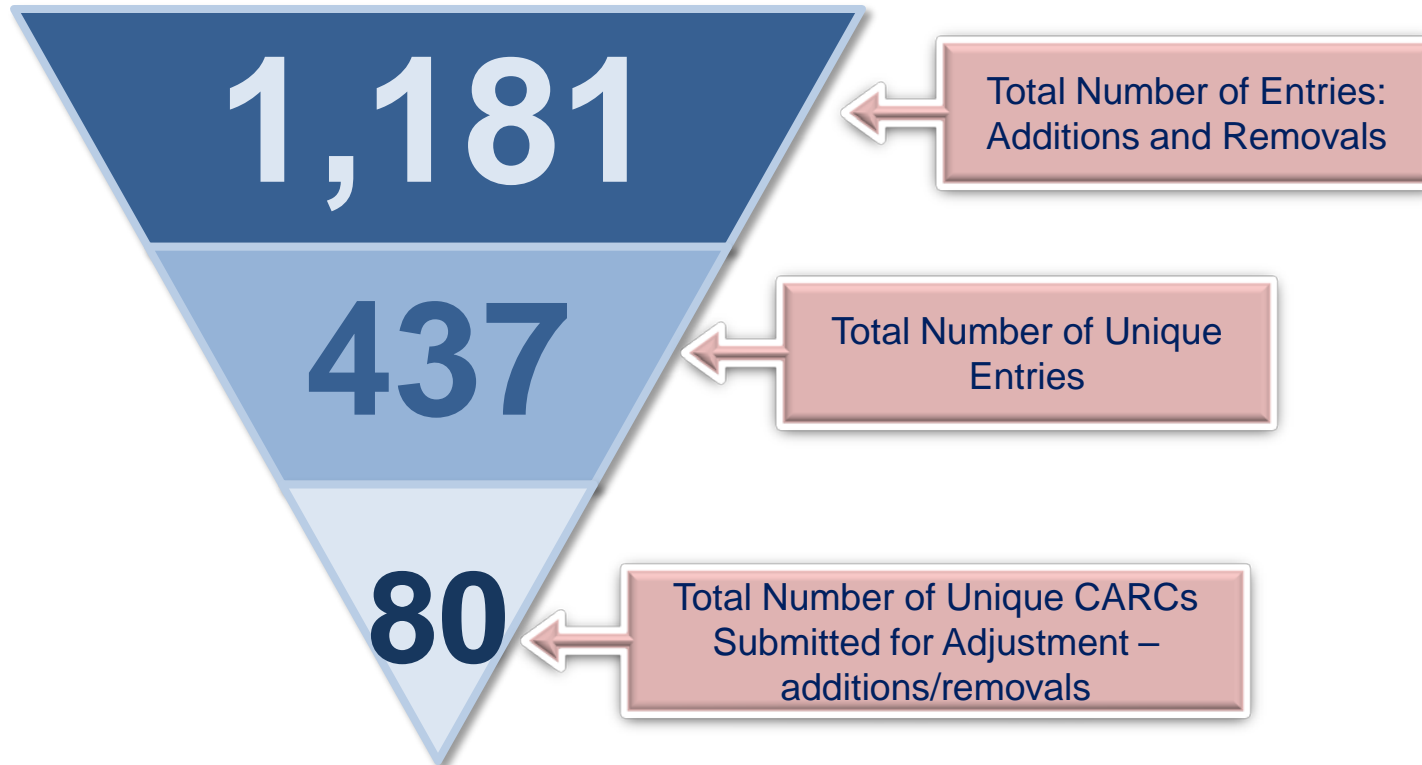 1,181
Total Number of Entries:
Additions and Removals
437
Total Number of Unique
Entries
80
Total Number of Unique CARCs
Submitted for Adjustment –
additions/removals